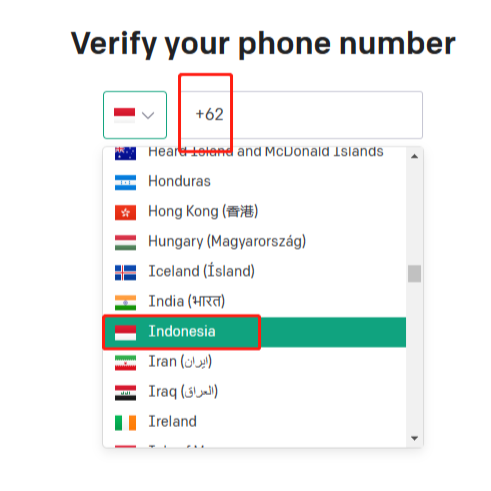 Verify your phone number
+62
Heard Island and McDonald Islands
Honduras
Hong Kong (香港)
Hungary (Magyarország)
Iceland (Ísland)
India (भारत)
Indonesia
Iran (ایران)
Iraq (العراق)
Ireland